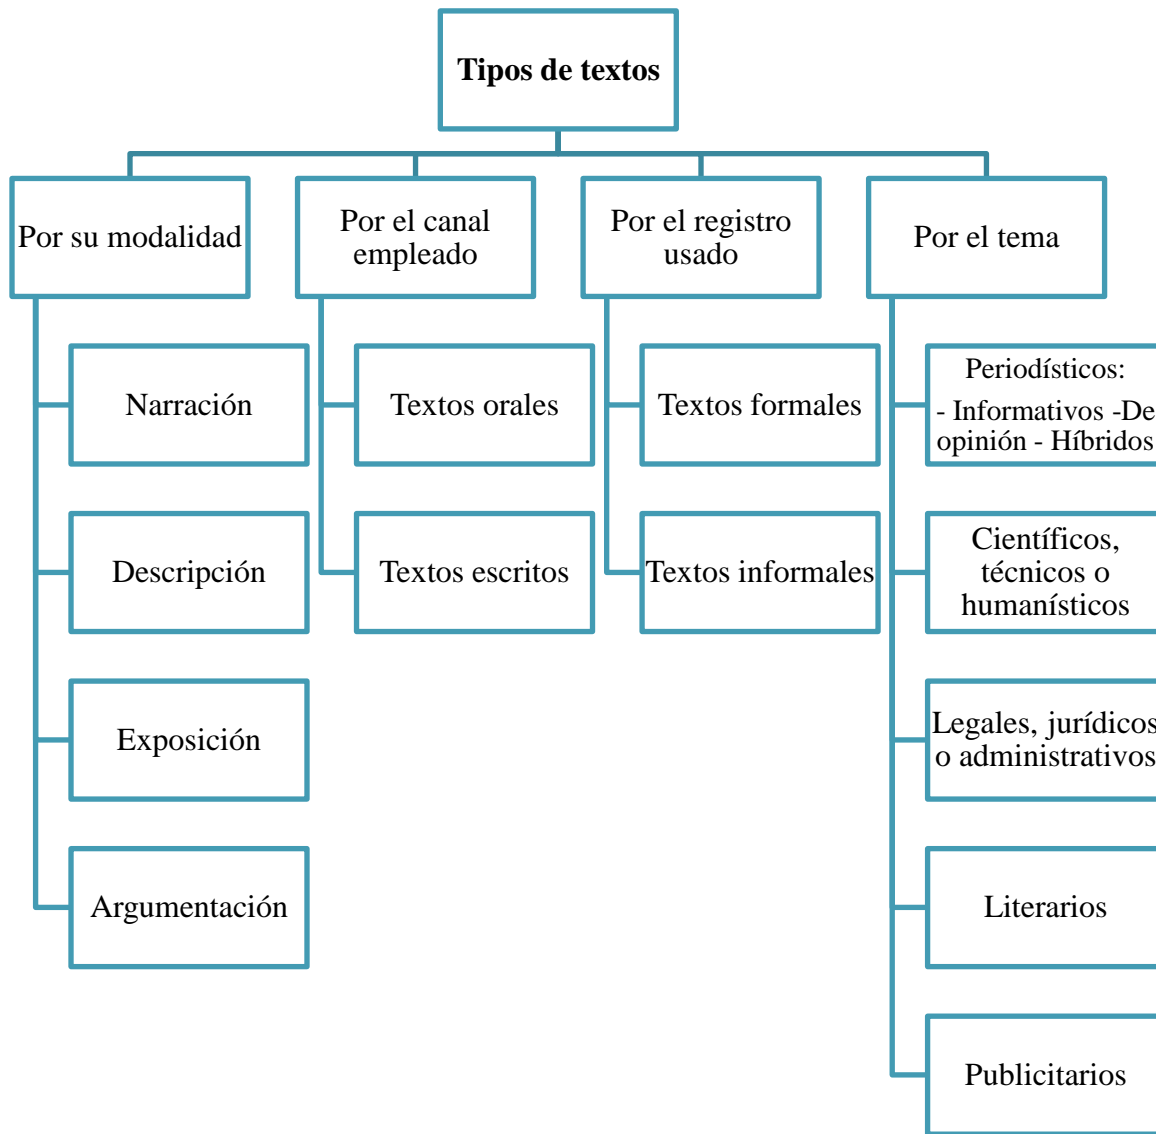 Tipos de textos
Por su modalidad
Narración
Descripción
Exposición
Argumentación
Por el canal
empleado
Textos orales
Textos escritos
Por el registro
usado
Textos formales
Textos informales
Por el tema
Periodísticos:
- Informativos -De
opinión - Híbridos
Científicos,
técnicos o
humanísticos
Legales, jurídicos
o administrativos
Literarios
Publicitarios